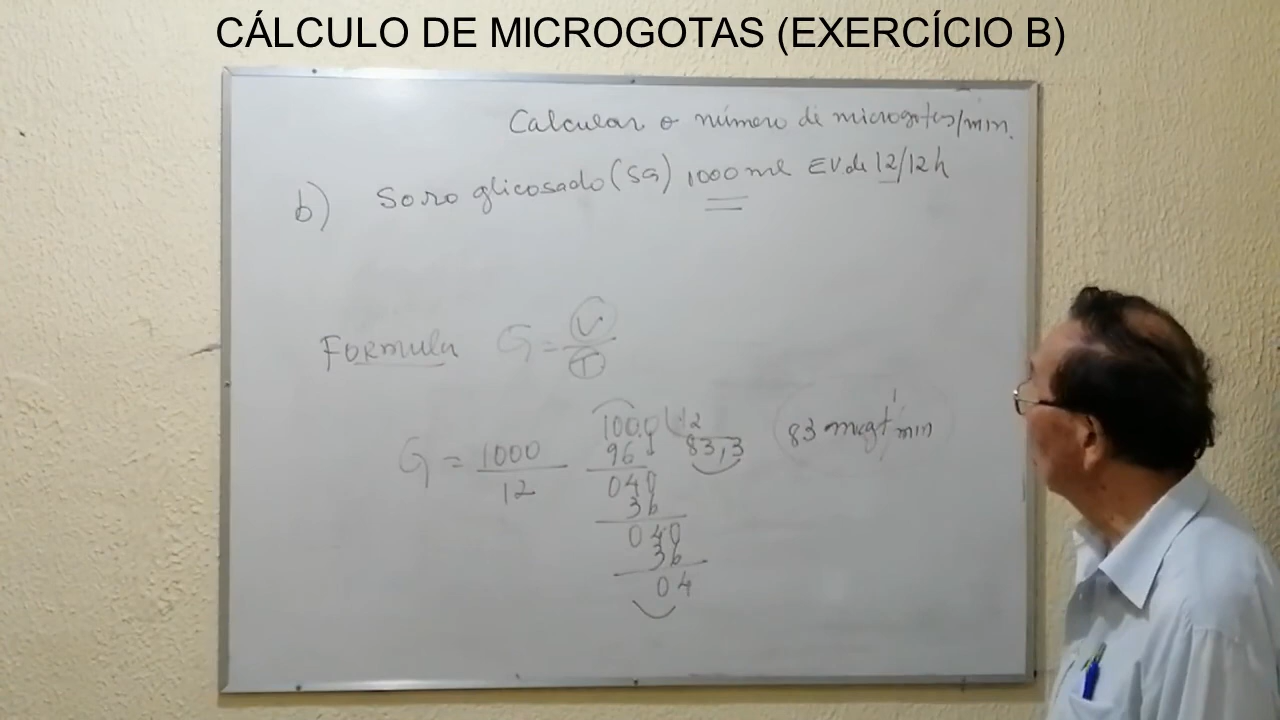 CÁLCULO DE MICROGOTAS (EXERCÍCIO B)
Calcular o número de microgotas/min.
b) Soro glicosado (SG) 1000 ml EV de 12/12 h
Formula G = V/T
G = 1000/12
1000 12
96 83,3
040
36
040
36
04
83 mcgt/min